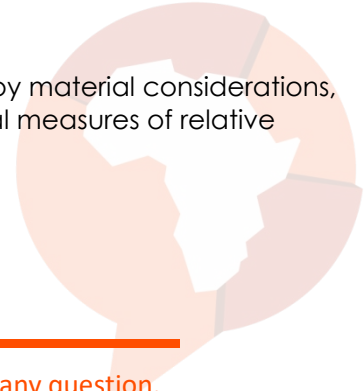 by material considerations,
al measures of relative
any question